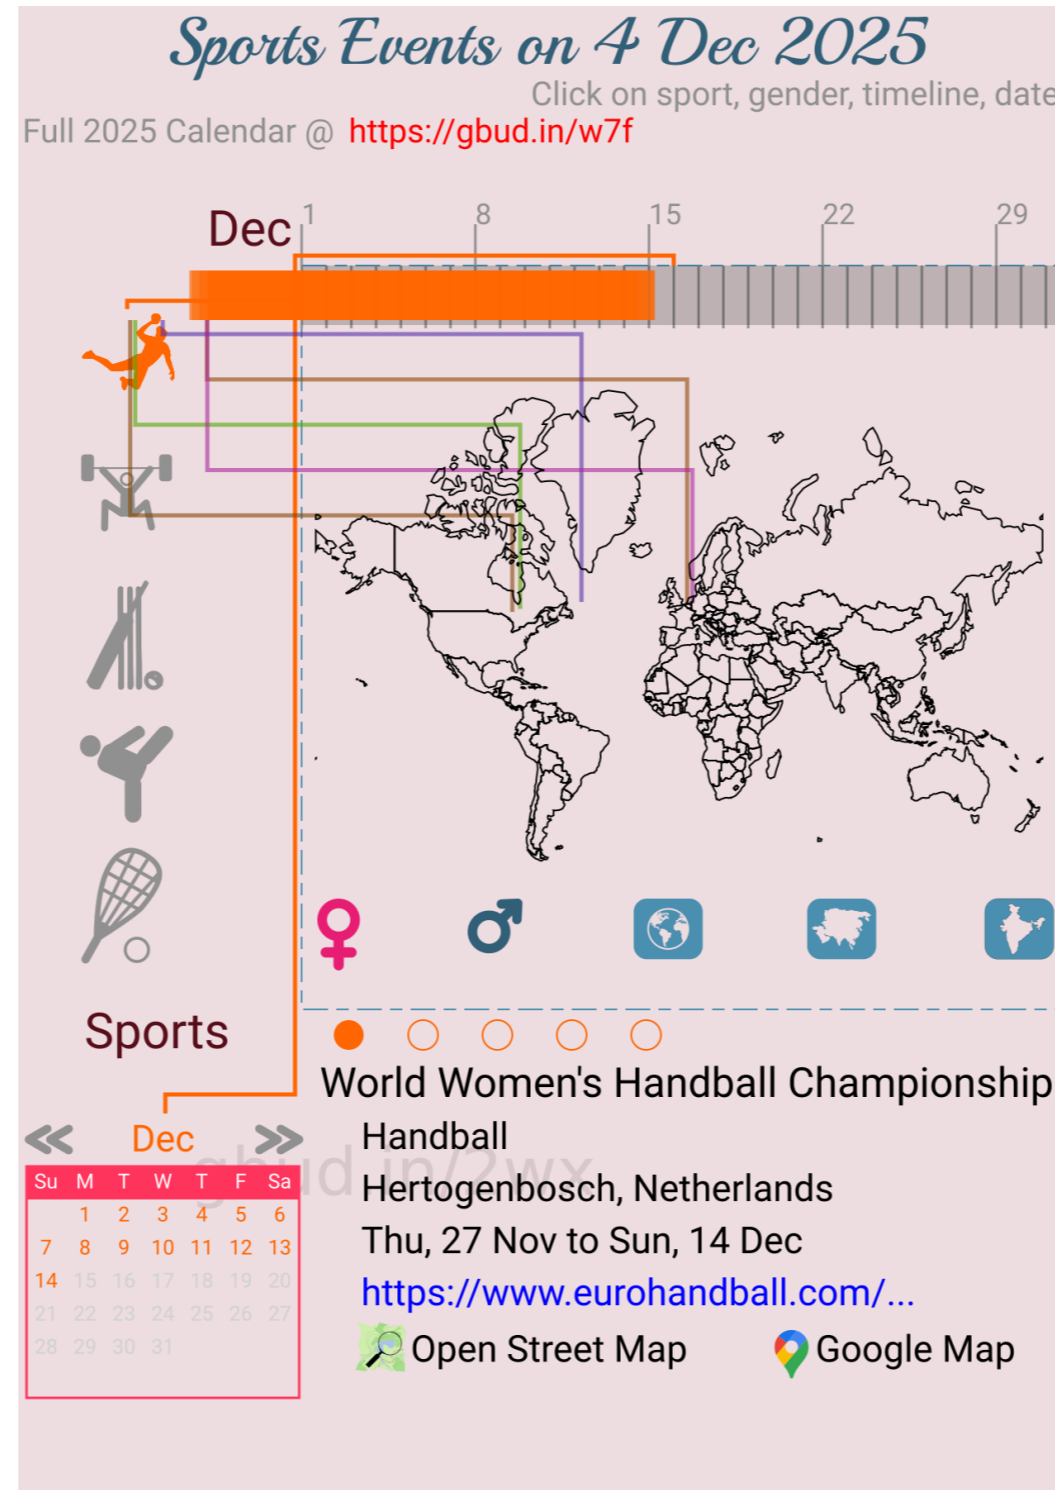 Sports Events on 4 Dec 2025
Click on sport, gender, timeline, date
Full 2025 Calendar @ https://gbud.in/w7f
Dec
1 8 15 22 29
Sports
World Women's Handball Championship
Handball
Hertogenbosch, Netherlands
Thu, 27 Nov to Sun, 14 Dec
https://www.eurohandball.com/...
Open Street Map Google Map
Dec
Su M T W T F Sa
1 2 3 4 5 6
7 8 9 10 11 12 13
14 15 16 17 18 19 20
21 22 23 24 25 26 27
28 29 30 31
gbud.in/2wx